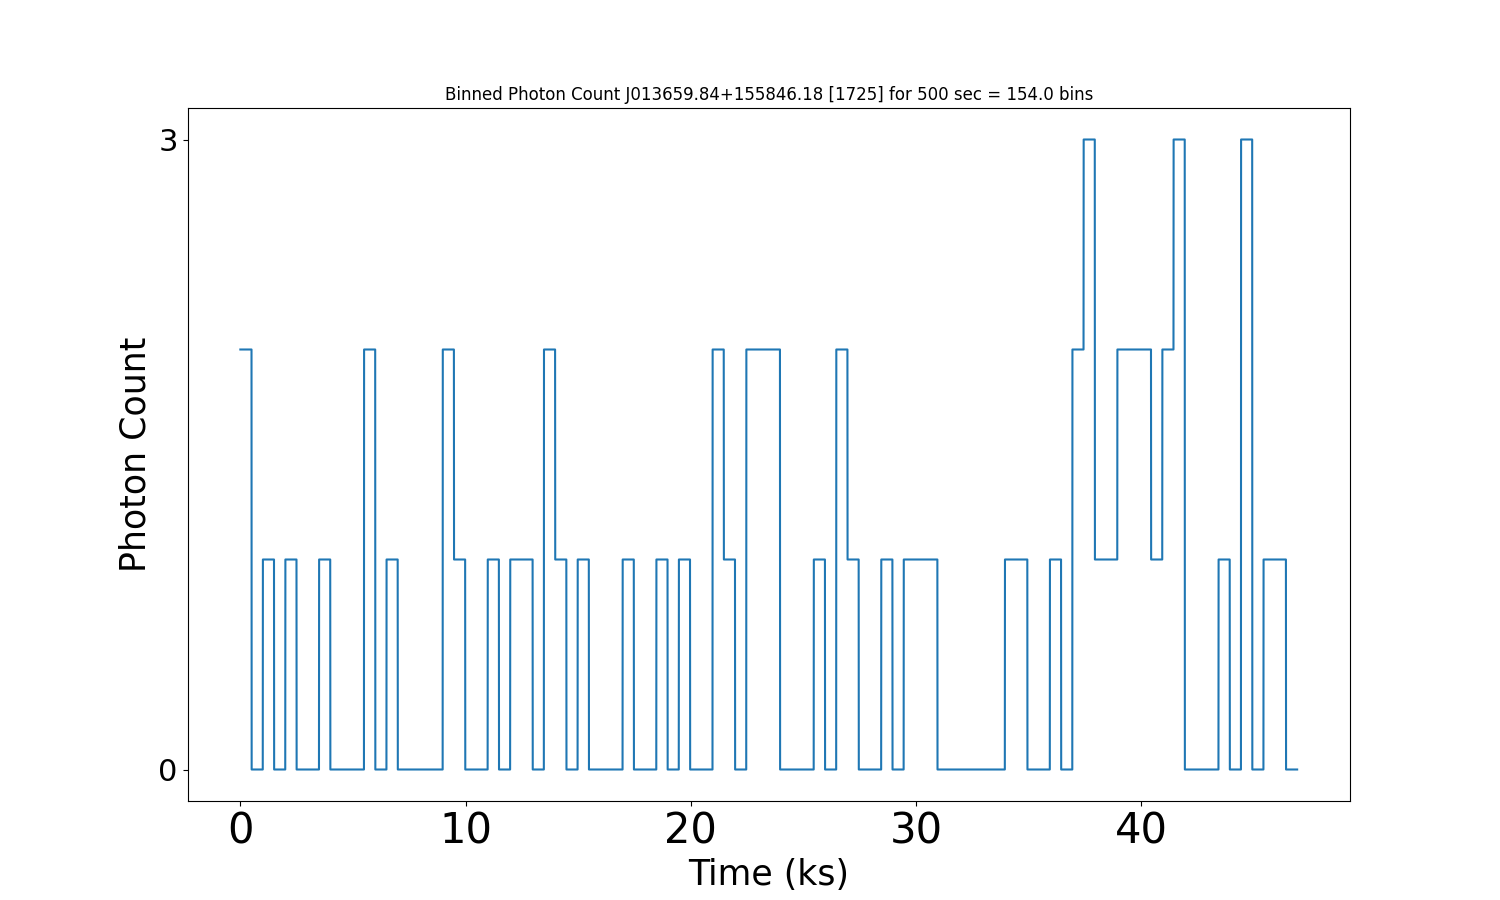 Binned Photon Count J013659.84+155846.18 [1725] for 500 sec = 154.0 bins
3
Photon Count
0
0 10 20 30 40
Time (ks)